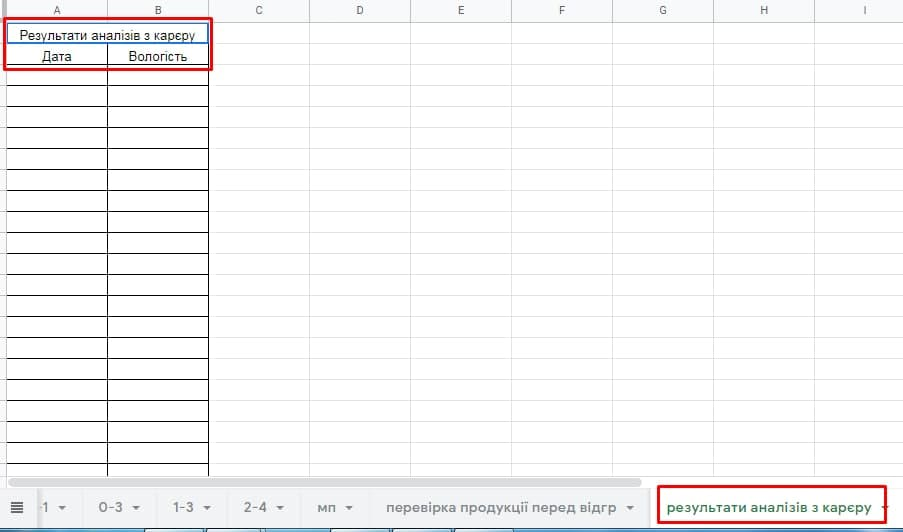 A B C D E F G H I
Результати аналізів з карєру
Дата Вологість
-1 0-3 1-3 2-4 мп перевірка продукції перед відгр результати аналізів з карєру